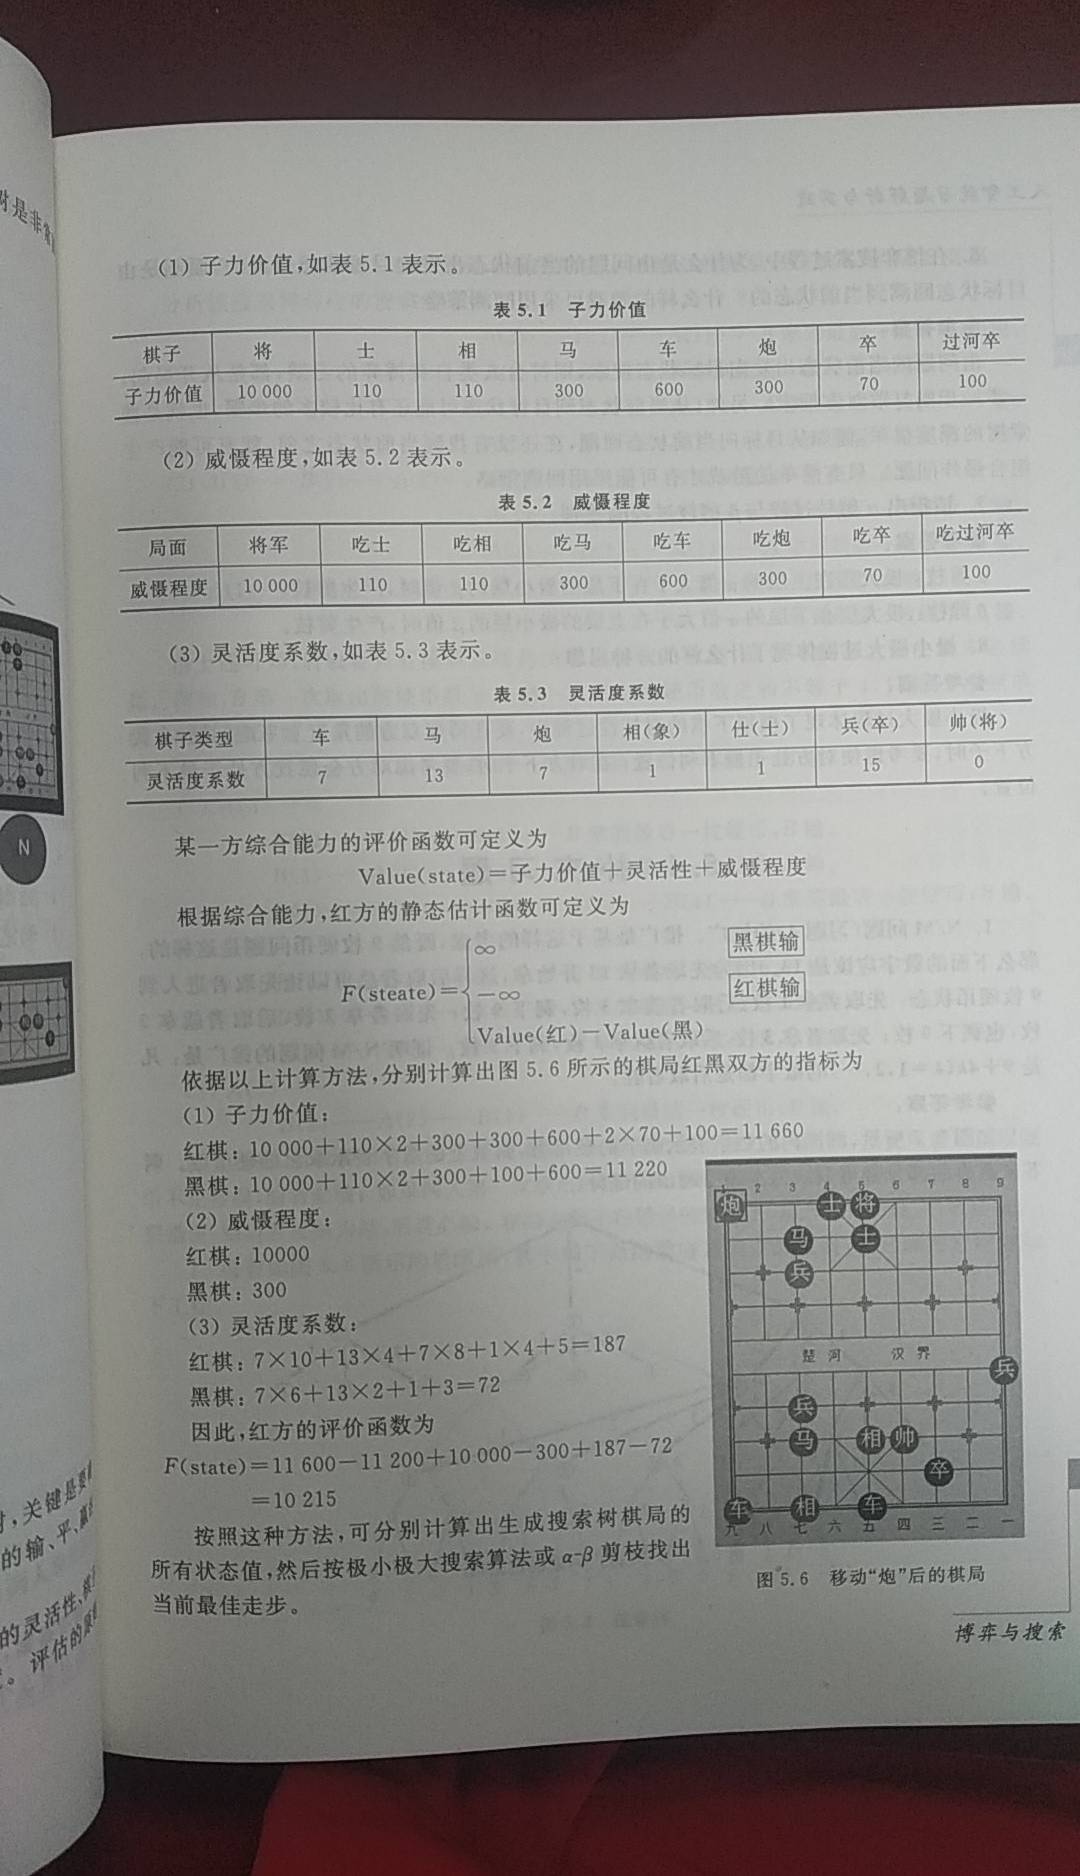 时是非常
(1) 子力价值,如表 5.1 表示。
表 5.1 子力价值
棋子 将 士 相 马 车 炮 卒 过河卒
子力价值 10 000 110 110 300 600 300 70 100
(2) 威慑程度,如表 5.2 表示。
表 5.2 威慑程度
局面 将军 吃士 吃相 吃马 吃车 吃炮 吃卒 吃过河卒
威慑程度 10 000 110 110 300 600 300 70 100
(3) 灵活度系数,如表 5.3 表示。
表 5.3 灵活度系数
棋子类型 车 马 炮 相(象) 仕(士) 兵(卒) 帅(将)
灵活度系数 7 13 7 1 1 15 0
N
某一方综合能力的评价函数可定义为
Value(state)=子力价值+灵活性+威慑程度
根据综合能力,红方的静态估计函数可定义为
∞ 黑棋输
F(steate)= -∞ 红棋输
Value(红)-Value(黑)
依据以上计算方法,分别计算出图 5.6 所示的棋局红黑双方的指标为
(1) 子力价值:
红棋: 10 000+110×2+300+300+600+2×70+100=11 660
黑棋: 10 000+110×2+300+100+600=11 220
(2) 威慑程度:
红棋: 10000
黑棋: 300
(3) 灵活度系数:
红棋: 7×10+13×4+7×8+1×4+5=187
黑棋: 7×6+13×2+1+3=72
因此,红方的评价函数为
F(state)=11 600-11 200+10 000-300+187-72
=10 215
按照这种方法,可分别计算出生成搜索树棋局的
所有状态值,然后按极小极大搜索算法或 α-β 剪枝找出
当前最佳走步。
1 2 3 4 5 6 7 8 9
炮 士 将
马 士
兵
楚 河 汉 界
兵
兵
马 相 帅
卒
车 相 车
九 八 七 六 五 四 三 二 一
图 5.6 移动“炮”后的棋局
博弈与搜索
,关键是要
的输、平、赢
的灵活性、
。评估的